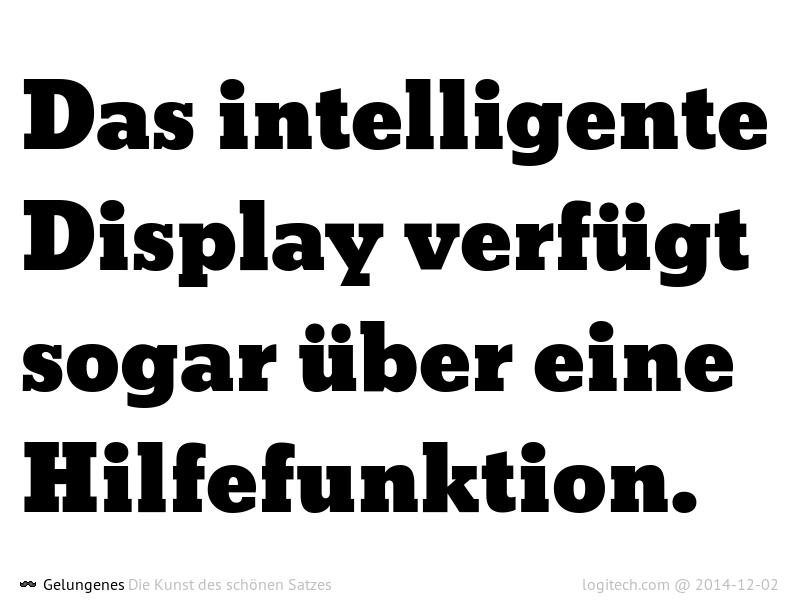 Das intelligente
Display verfügt
sogar über eine
Hilfefunktion.
Gelungenes Die Kunst des schönen Satzes logitech.com @ 2014-12-02